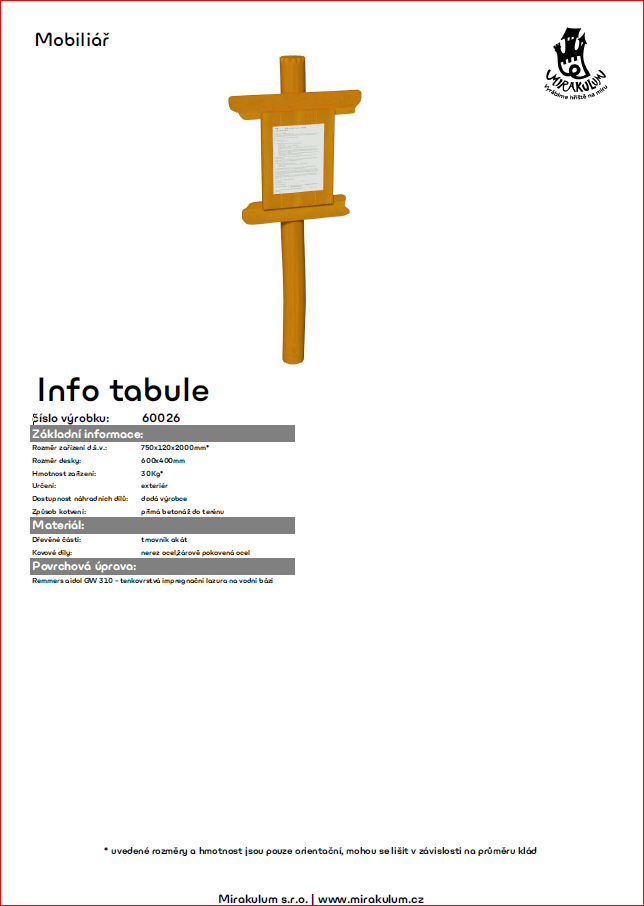 Mobiliář
MIRAKULUM
Vyrábíme hřiště na míru
Info tabule
číslo výrobku: 60026
Základní informace:
Rozměr zařízení d.š.v.: 750x120x2000mm*
Rozměr desky: 600x400mm
Hmotnost zařízení: 30Kg*
Určení: exteriér
Dostupnost náhradních dílů: dodá výrobce
Způsob kotvení: přímá betonáž do terénu
Materiál:
Dřevěné části: trnovník akát
Kovové díly: nerez ocel,žárově pokovená ocel
Povrchová úprava:
Remmers aidol GW 310 - tenkovrstvá impregnační lazura na vodní bázi
* uvedené rozměry a hmotnost jsou pouze orientační, mohou se lišit v závislosti na průměru klád
Mirakulum s.r.o. | www.mirakulum.cz